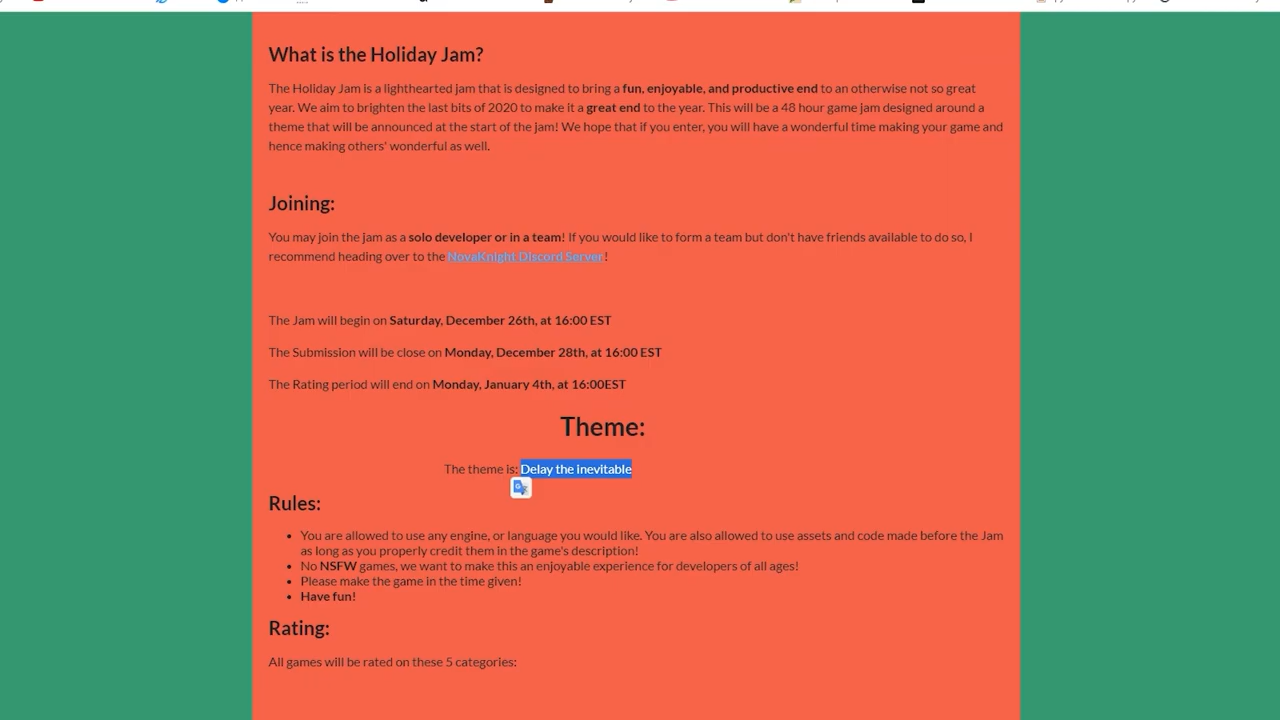 What is the Holiday Jam?
The Holiday Jam is a lighthearted jam that is designed to bring a fun, enjoyable, and productive end to an otherwise not so great
year. We aim to brighten the last bits of 2020 to make it a great end to the year. This will be a 48 hour game jam designed around a
theme that will be announced at the start of the jam! We hope that if you enter, you will have a wonderful time making your game and
hence making others' wonderful as well.
Joining:
You may join the jam as a solo developer or in a team! If you would like to form a team but don't have friends available to do so, I
recommend heading over to the NovaKnight Discord Server!
The Jam will begin on Saturday, December 26th, at 16:00 EST
The Submission will be close on Monday, December 28th, at 16:00 EST
The Rating period will end on Monday, January 4th, at 16:00EST
Theme:
The theme is: Delay the inevitable
Rules:
• You are allowed to use any engine, or language you would like. You are also allowed to use assets and code made before the Jam
as long as you properly credit them in the game's description!
• No NSFW games, we want to make this an enjoyable experience for developers of all ages!
• Please make the game in the time given!
• Have fun!
Rating:
All games will be rated on these 5 categories: